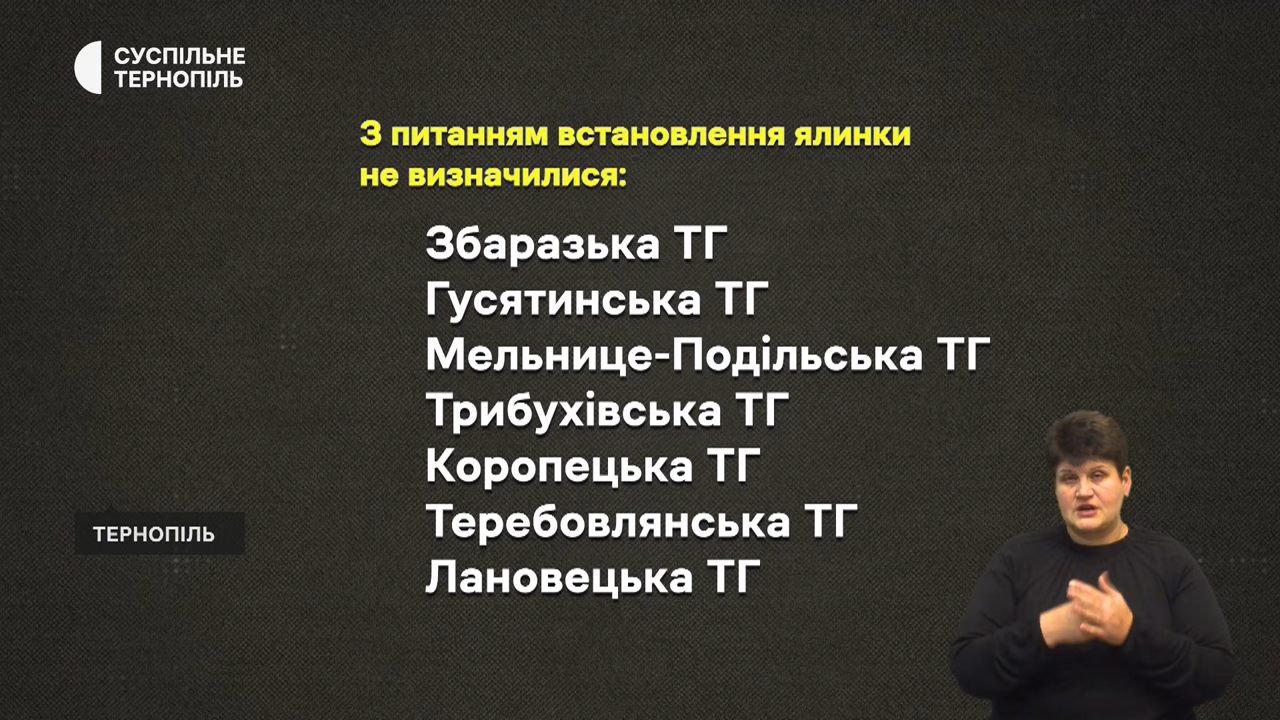 СУСПІЛЬНЕ
ТЕРНОПІЛЬ
З питанням встановлення ялинки
не визначилися:
Збаразька ТГ
Гусятинська ТГ
Мельнице-Подільська ТГ
Трибухівська ТГ
Коропецька ТГ
Теребовлянська ТГ
Лановецька ТГ
ТЕРНОПІЛЬ